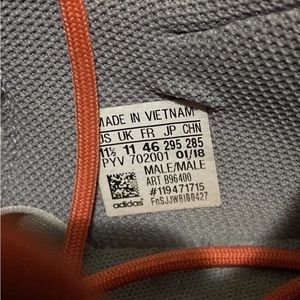 MADE IN VIETNAM
US UK FR JP CHN
11½ 11 46 295 285
PYV 702001 01/18
MALE/MALE
ART B96400
#119471715
adidas